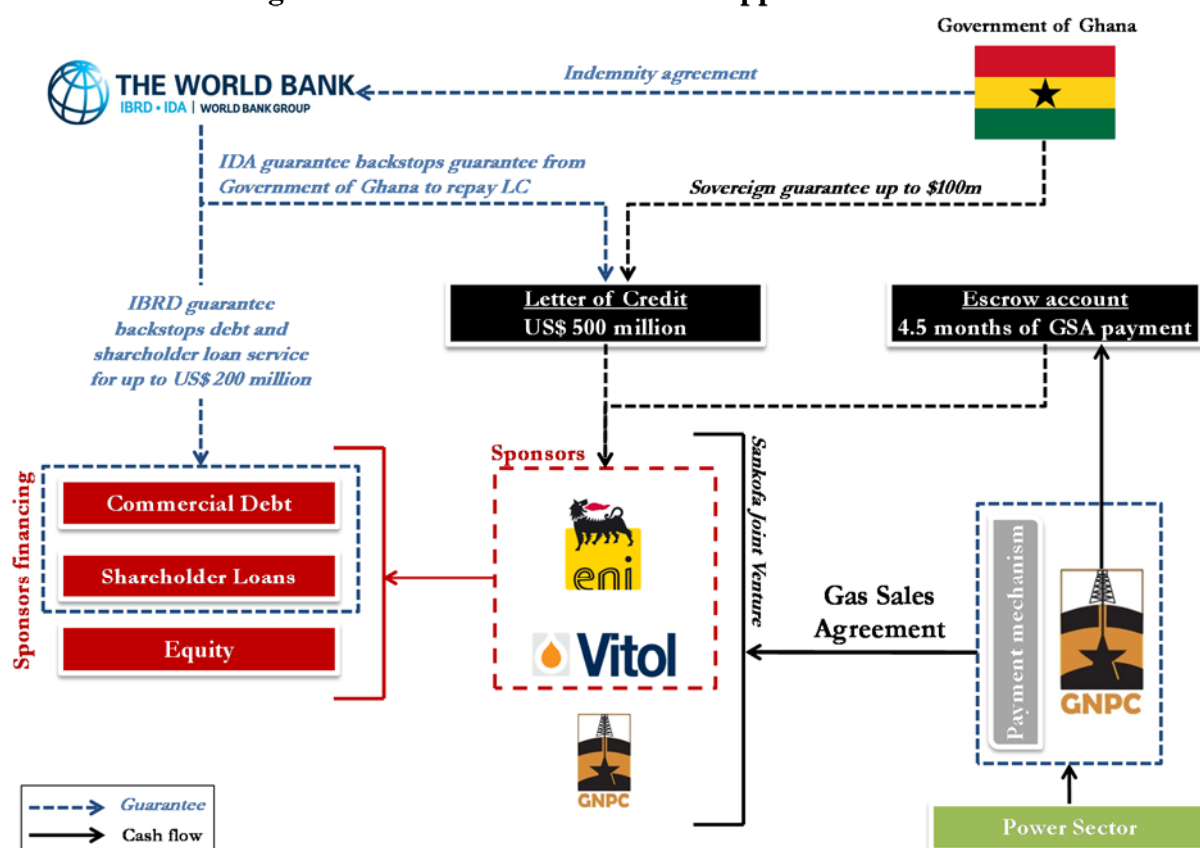 Government of Ghana
THE WORLD BANK
IBRD • IDA | WORLD BANK GROUP
Indemnity agreement
IDA guarantee backstops guarantee from
Government of Ghana to repay LC
Sovereign guarantee up to $100m
IBRD guarantee
backstops debt and
shareholder loan service
for up to US$ 200 million
Letter of Credit
US$ 500 million
Escrow account
4.5 months of GSA payment
Sponsors financing
Commercial Debt
Shareholder Loans
Equity
Sponsors
eni
Vitol
GNPC
Sankofa Joint Venture
Gas Sales
Agreement
Payment mechanism
GNPC
Power Sector
Guarantee
Cash flow